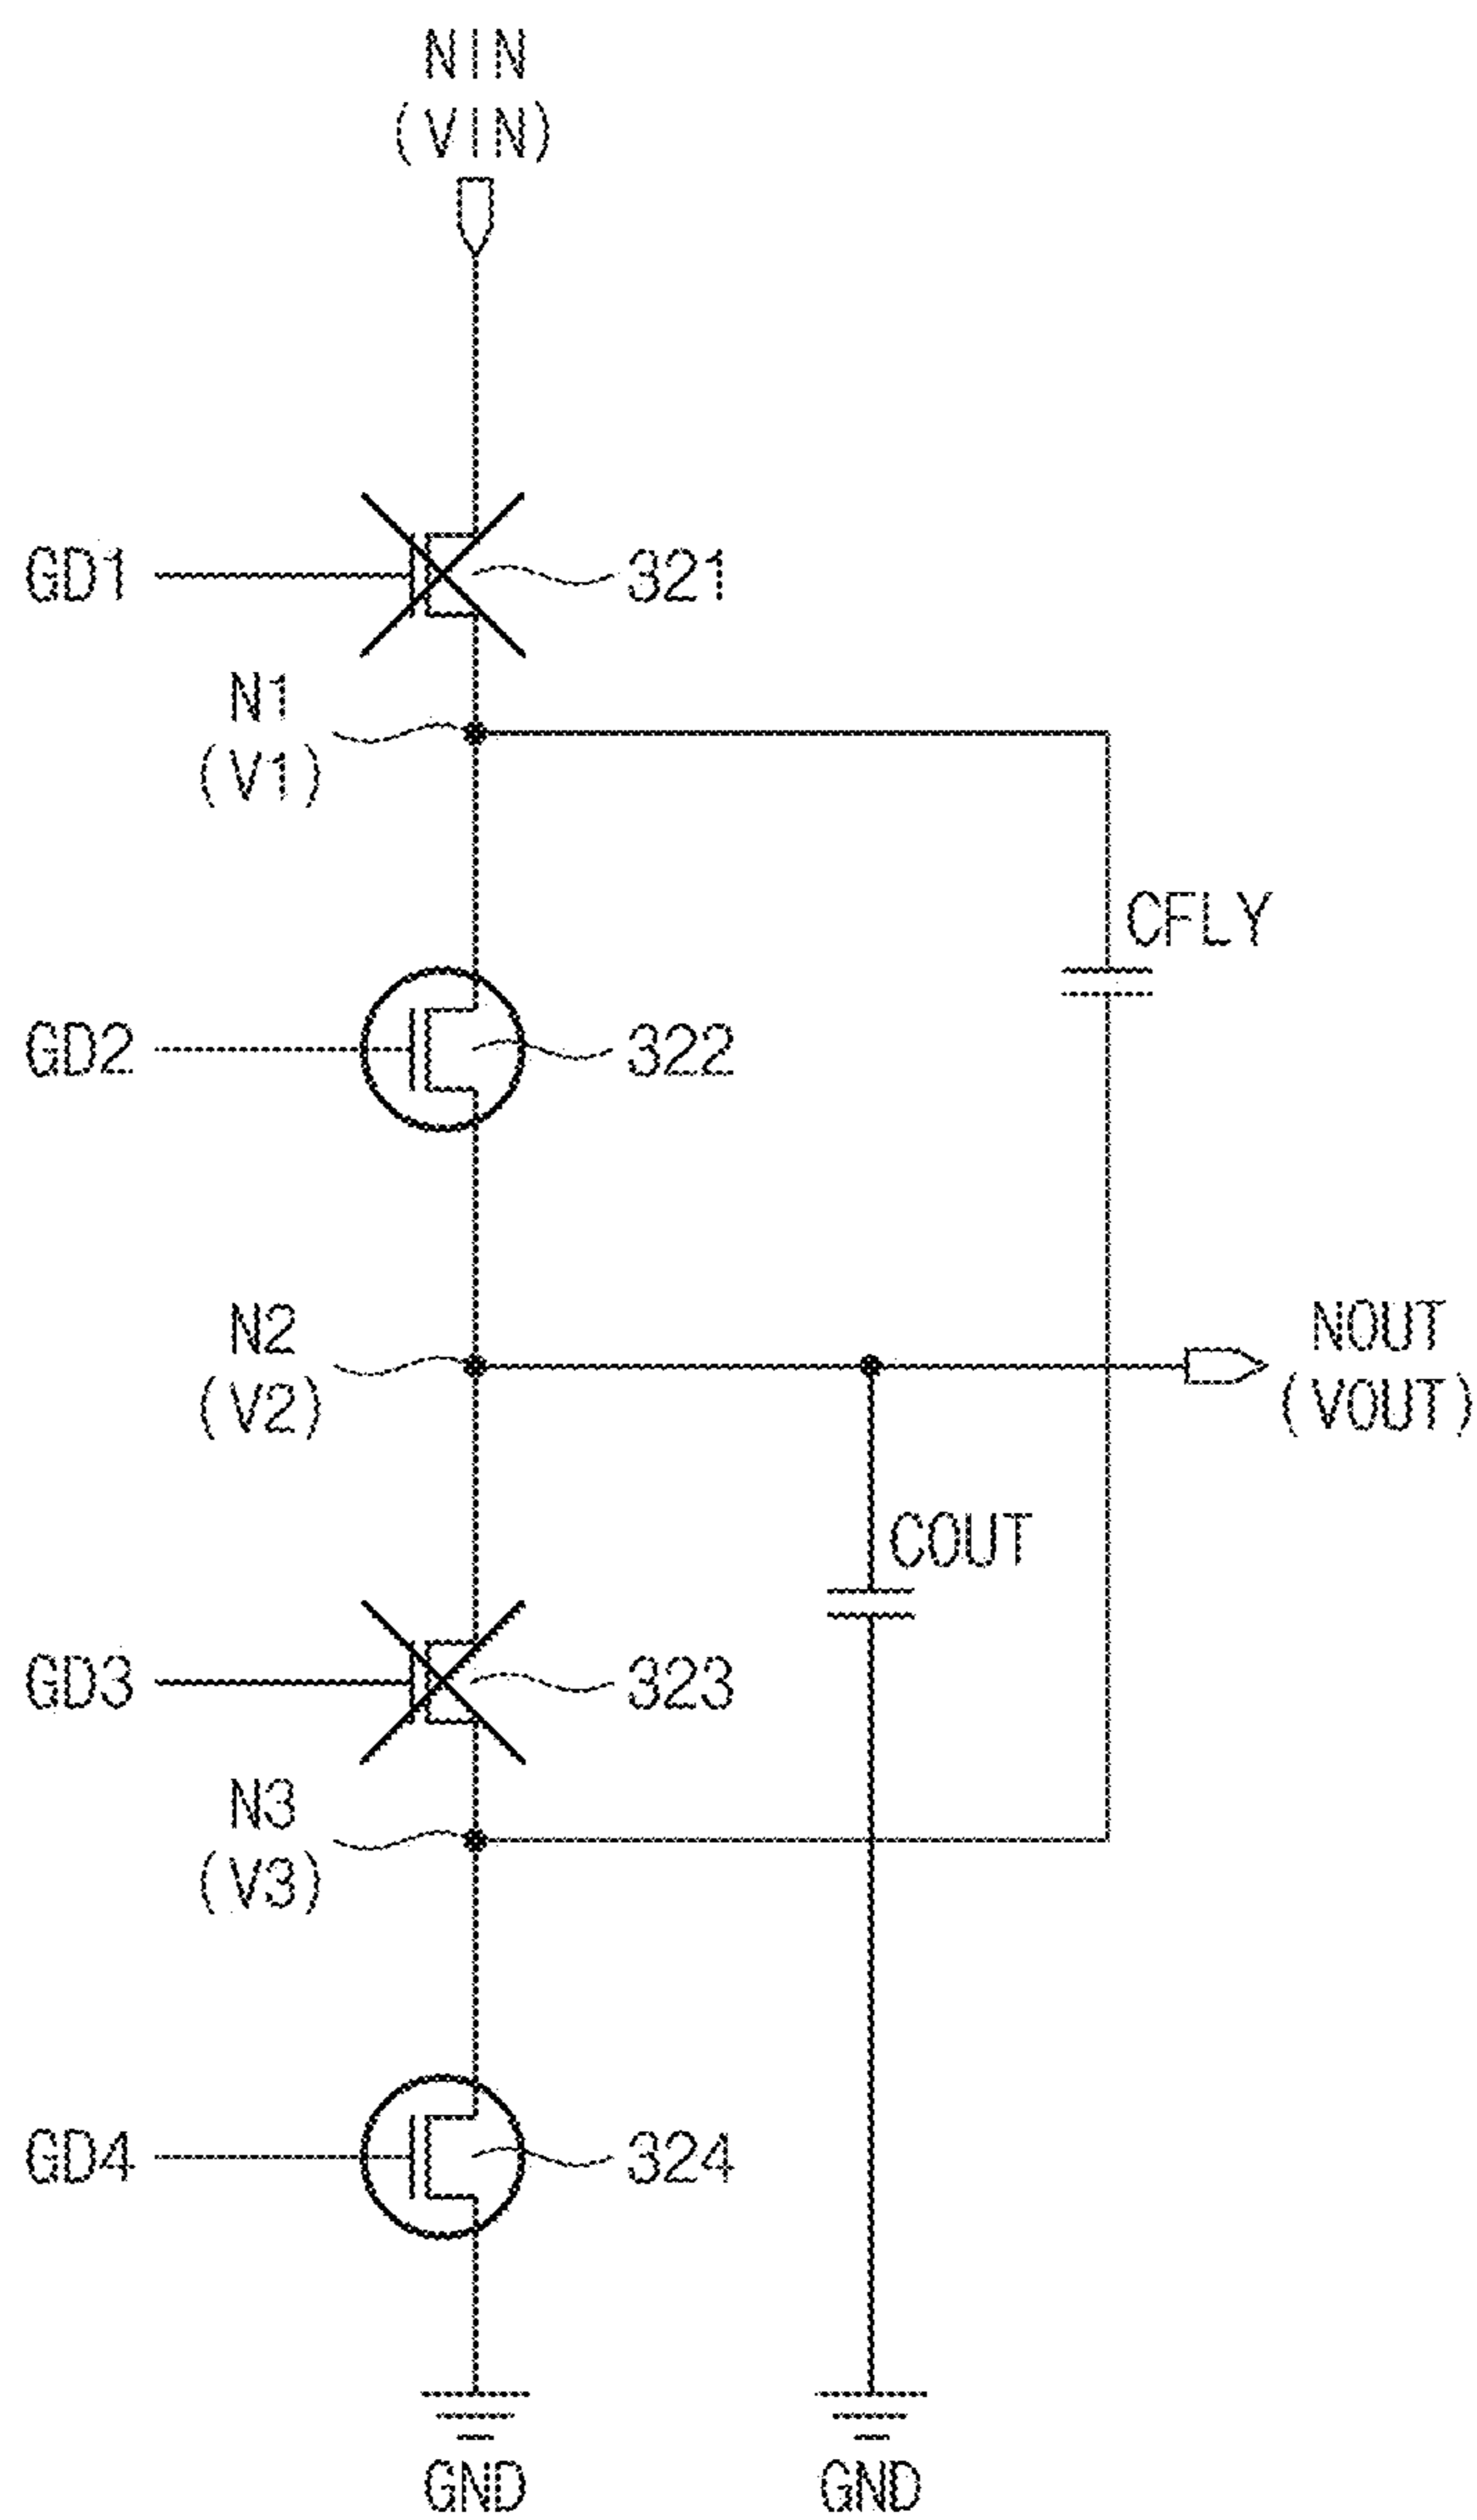 NIN
(VIN)
GD1
321
N1
(V1)
CFLY
GD2
322
N2
(V2)
NOUT
(VOUT)
COUT
GD3
323
N3
(V3)
GD4
324
GND
GND